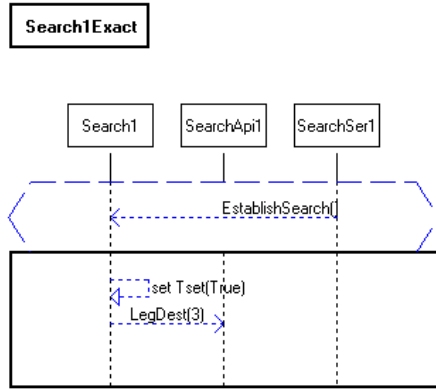 Search1Exact
Search1 SearchApi1 SearchSer1
EstablishSearch()
set Tset(True)
LegDest(3)